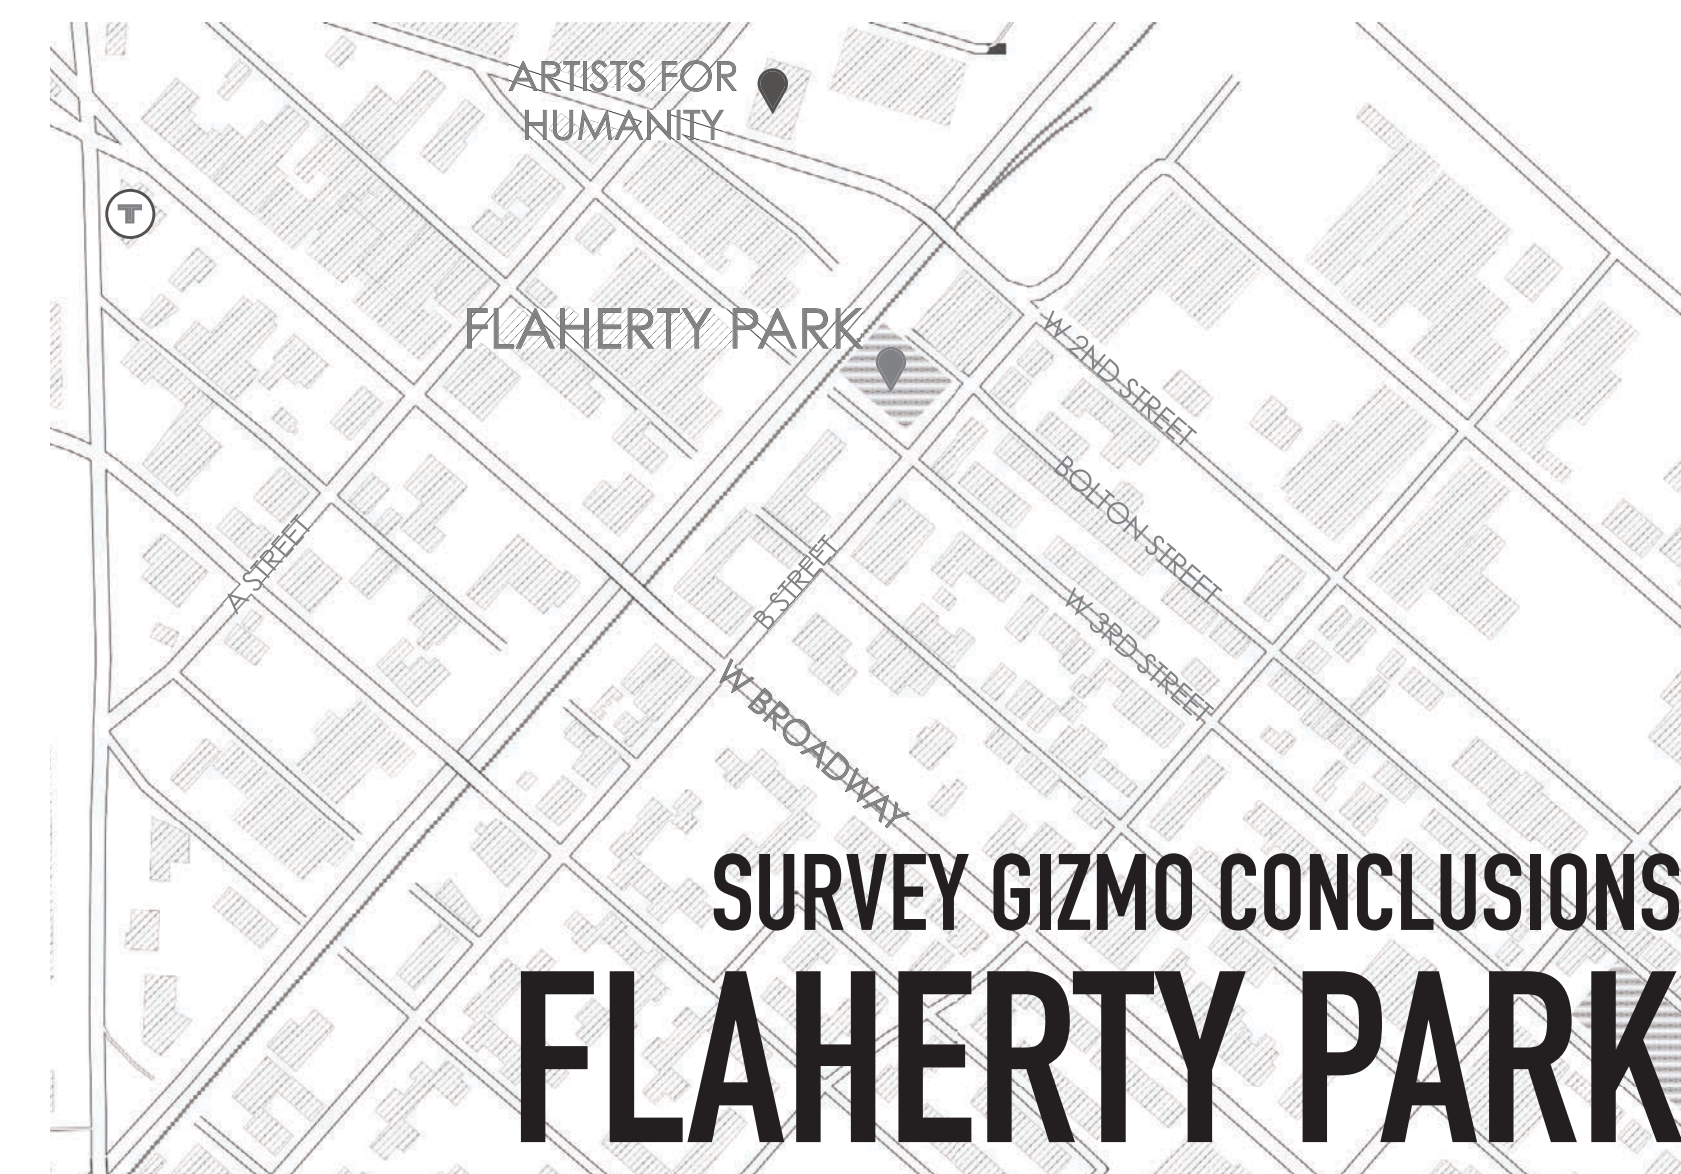 ARTISTS FOR
HUMANITY
T
FLAHERTY PARK
W 2ND STREET
BOLTON STREET
A STREET
B STREET
W 3RD STREET
W BROADWAY
SURVEY GIZMO CONCLUSIONS
FLAHERTY PARK